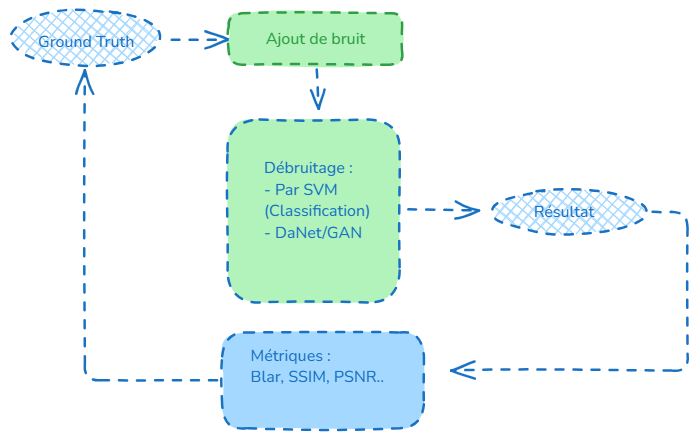 Ground Truth
Ajout de bruit
Débruitage :
- Par SVM
(Classification)
- DaNet/GAN
Résultat
Métriques :
Blar, SSIM, PSNR..